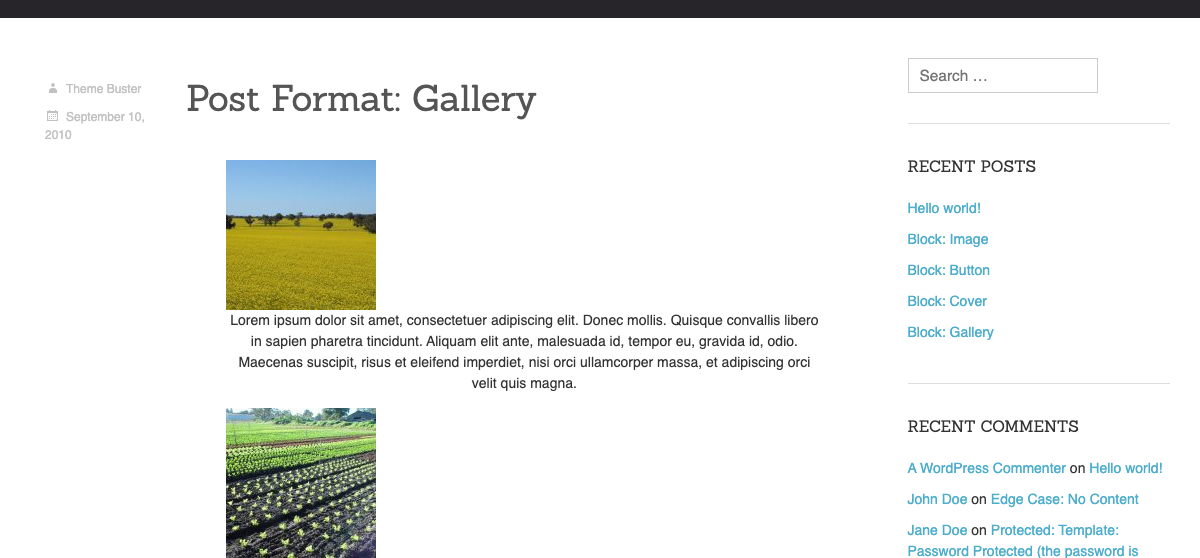 Theme Buster
September 10,
2010
Post Format: Gallery
Lorem ipsum dolor sit amet, consectetuer adipiscing elit. Donec mollis. Quisque convallis libero
in sapien pharetra tincidunt. Aliquam elit ante, malesuada id, tempor eu, gravida id, odio.
Maecenas suscipit, risus et eleifend imperdiet, nisi orci ullamcorper massa, et adipiscing orci
velit quis magna.
Search …
RECENT POSTS
Hello world!
Block: Image
Block: Button
Block: Cover
Block: Gallery
RECENT COMMENTS
A WordPress Commenter on Hello world!
John Doe on Edge Case: No Content
Jane Doe on Protected: Template:
Password Protected (the password is